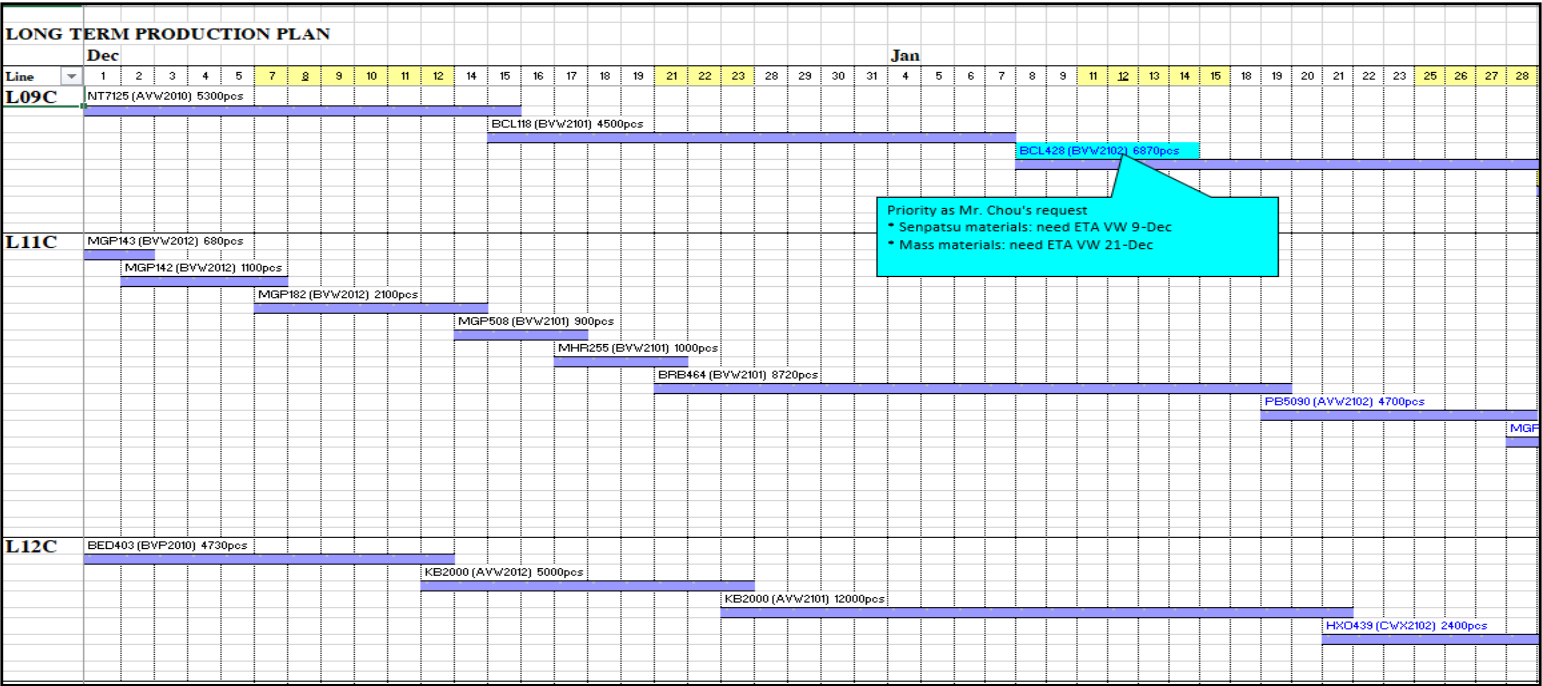 LONG TERM PRODUCTION PLAN
Dec Jan
Line 1 2 3 4 5 7 8 9 10 11 12 14 15 16 17 18 19 21 22 23 28 29 30 31 4 5 6 7 8 9 11 12 13 14 15 18 19 20 21 22 23 25 26 27 28
L09C NT7125 (AVW2010) 5300pcs
BCL118 (BVW2101) 4500pcs
BCL428 (BVW2102) 6870pcs
Priority as Mr. Chou's request
* Senpatsu materials: need ETA VW 9-Dec
* Mass materials: need ETA VW 21-Dec
L11C MGP143 (BVW2012) 680pcs
MGP142 (BVW2012) 1100pcs
MGP182 (BVW2012) 2100pcs
MGP508 (BVW2101) 900pcs
MHR255 (BVW2101) 1000pcs
BRB464 (BVW2101) 8720pcs
PB5090 (AVW2102) 4700pcs
MGP
L12C BED403 (BVP2010) 4730pcs
KB2000 (AVW2012) 5000pcs
KB2000 (AVW2101) 12000pcs
HXO439 (CWX2102) 2400pcs